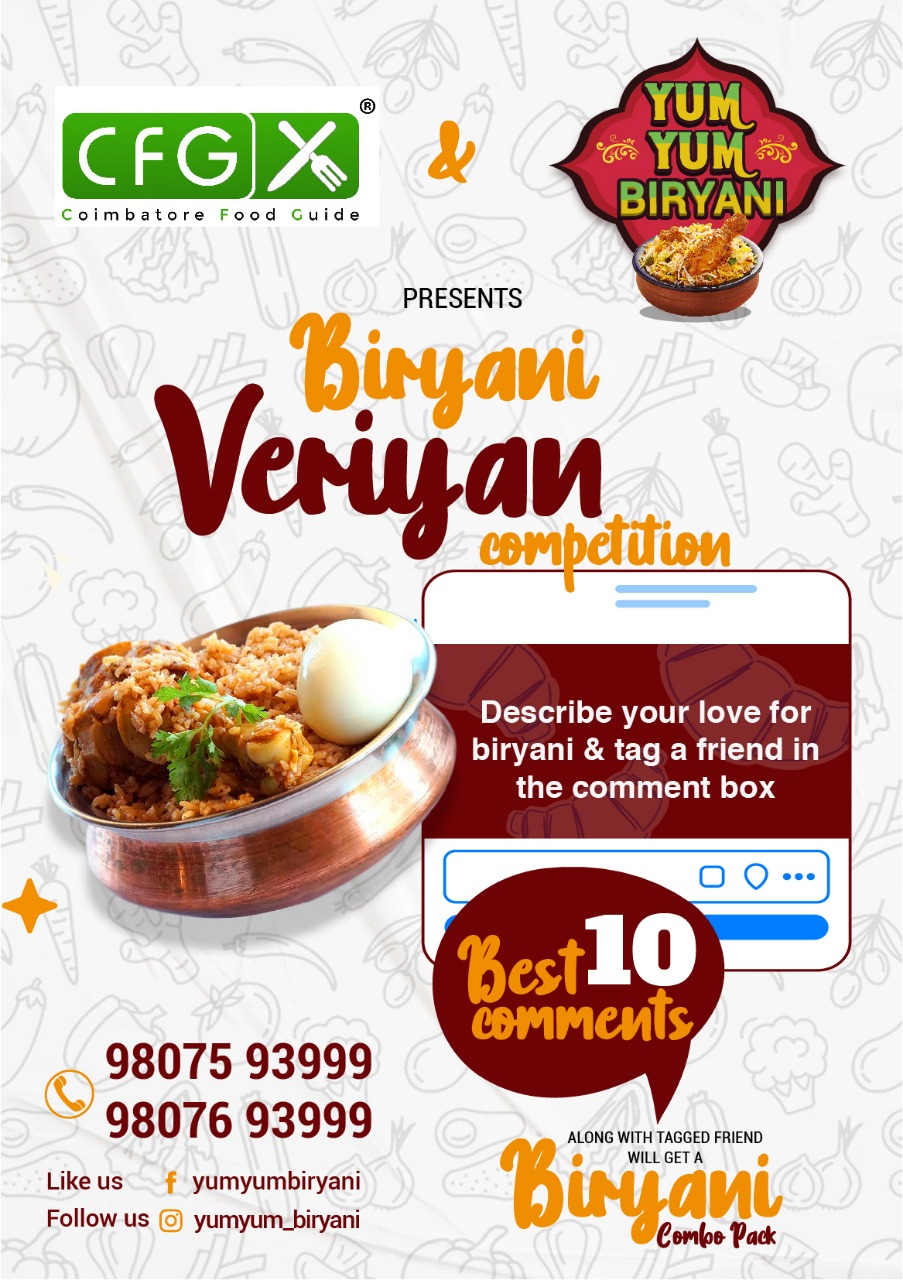 CFG
®
Coimbatore Food Guide
&
YUM
YUM
BIRYANI
PRESENTS
Biryani
Veriyan
competition
Describe your love for
biryani & tag a friend in
the comment box
Best 10
comments
98075 93999
98076 93999
ALONG WITH TAGGED FRIEND
WILL GET A
Biryani
Combo Pack
Like us f yumyumbiryani
Follow us yumyum_biryani